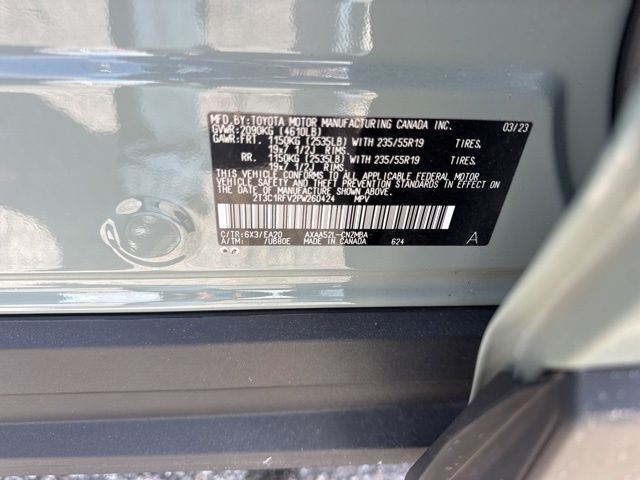 MFD.BY:TOYOTA MOTOR MANUFACTURING CANADA INC. 03/23
GVWR:2090KG (4610LB)
GAWR:FRT. 1150KG (2535LB) WITH 235/55R19 TIRES,
19x7 1/2J RIMS.
RR. 1150KG (2535LB) WITH 235/55R19 TIRES,
19x7 1/2J RIMS.
THIS VEHICLE CONFORMS TO ALL APPLICABLE FEDERAL MOTOR
VEHICLE SAFETY AND THEFT PREVENTION STANDARDS IN EFFECT ON
THE DATE OF MANUFACTURE SHOWN ABOVE.
2T3C1RFV2PW260424 MPV
C/TR:6X3/EA20 AXAA52L-CNZMBA
A/TM: /UB80E MADE IN CANADA 624 A